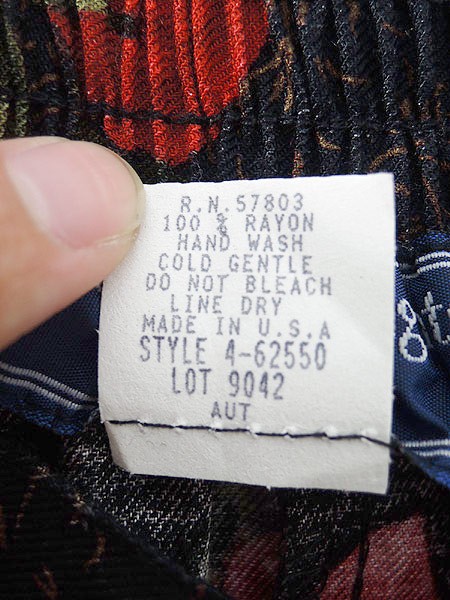 R.N. 57803
100 % RAYON
HAND WASH
COLD GENTLE
DO NOT BLEACH
LINE DRY
MADE IN U.S.A
STYLE 4-62550
LOT 9042
AUT